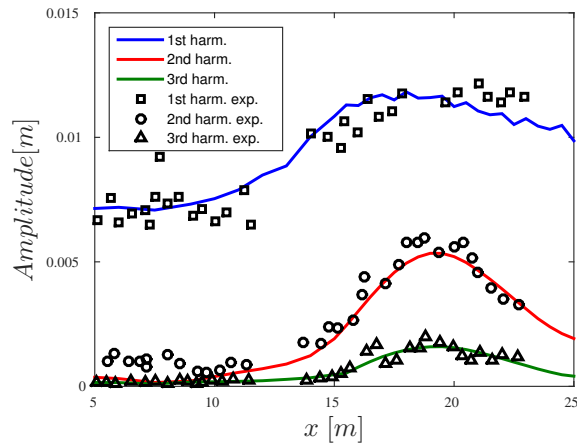 0.015
0.01
0.005
0
5
10
15
20
25
Amplitude[m]
x [m]
1st harm.
2nd harm.
3rd harm.
1st harm. exp.
2nd harm. exp.
3rd harm. exp.